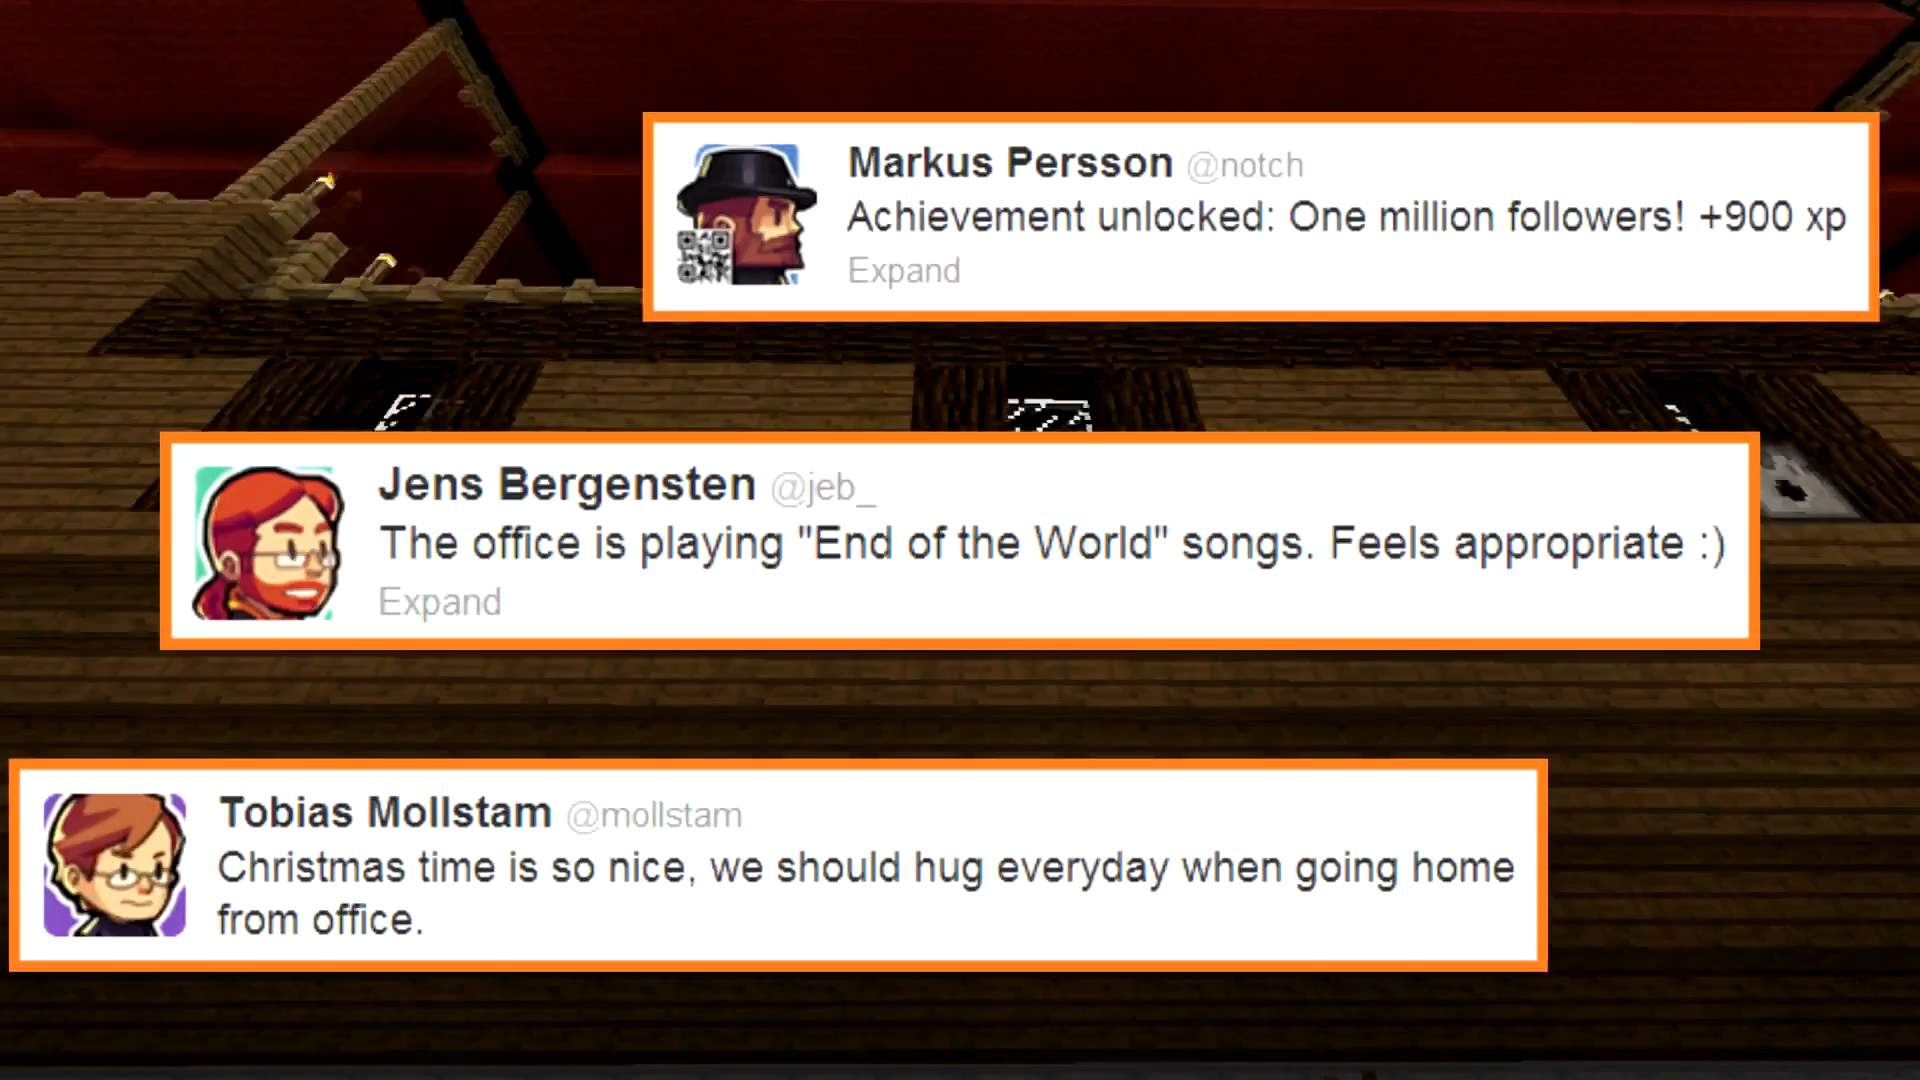 Markus Persson @notch
Achievement unlocked: One million followers! +900 xp
Expand
Jens Bergensten @jeb_
The office is playing "End of the World" songs. Feels appropriate :)
Expand
Tobias Mollstam @mollstam
Christmas time is so nice, we should hug everyday when going home
from office.